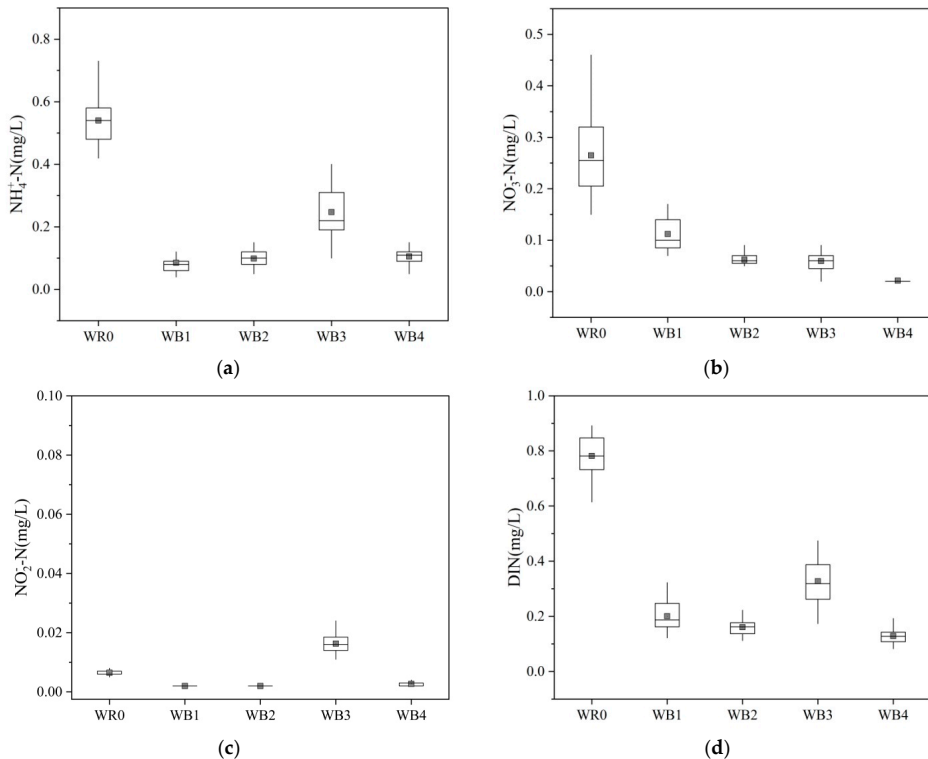 0.8
0.6
0.4
0.2
0.0
NH₄⁺-N(mg/L)
WR0 WB1 WB2 WB3 WB4
(a)
0.5
0.4
0.3
0.2
0.1
0.0
NO₃⁻-N(mg/L)
WR0 WB1 WB2 WB3 WB4
(b)
0.10
0.08
0.06
0.04
0.02
0.00
NO₂⁻-N(mg/L)
WR0 WB1 WB2 WB3 WB4
(c)
1.0
0.8
0.6
0.4
0.2
0.0
DIN(mg/L)
WR0 WB1 WB2 WB3 WB4
(d)